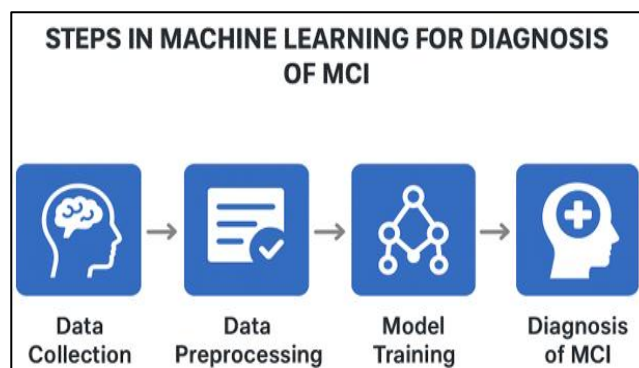 STEPS IN MACHINE LEARNING FOR DIAGNOSIS
OF MCI
Data
Collection
Data
Preprocessing
Model
Training
Diagnosis
of MCI